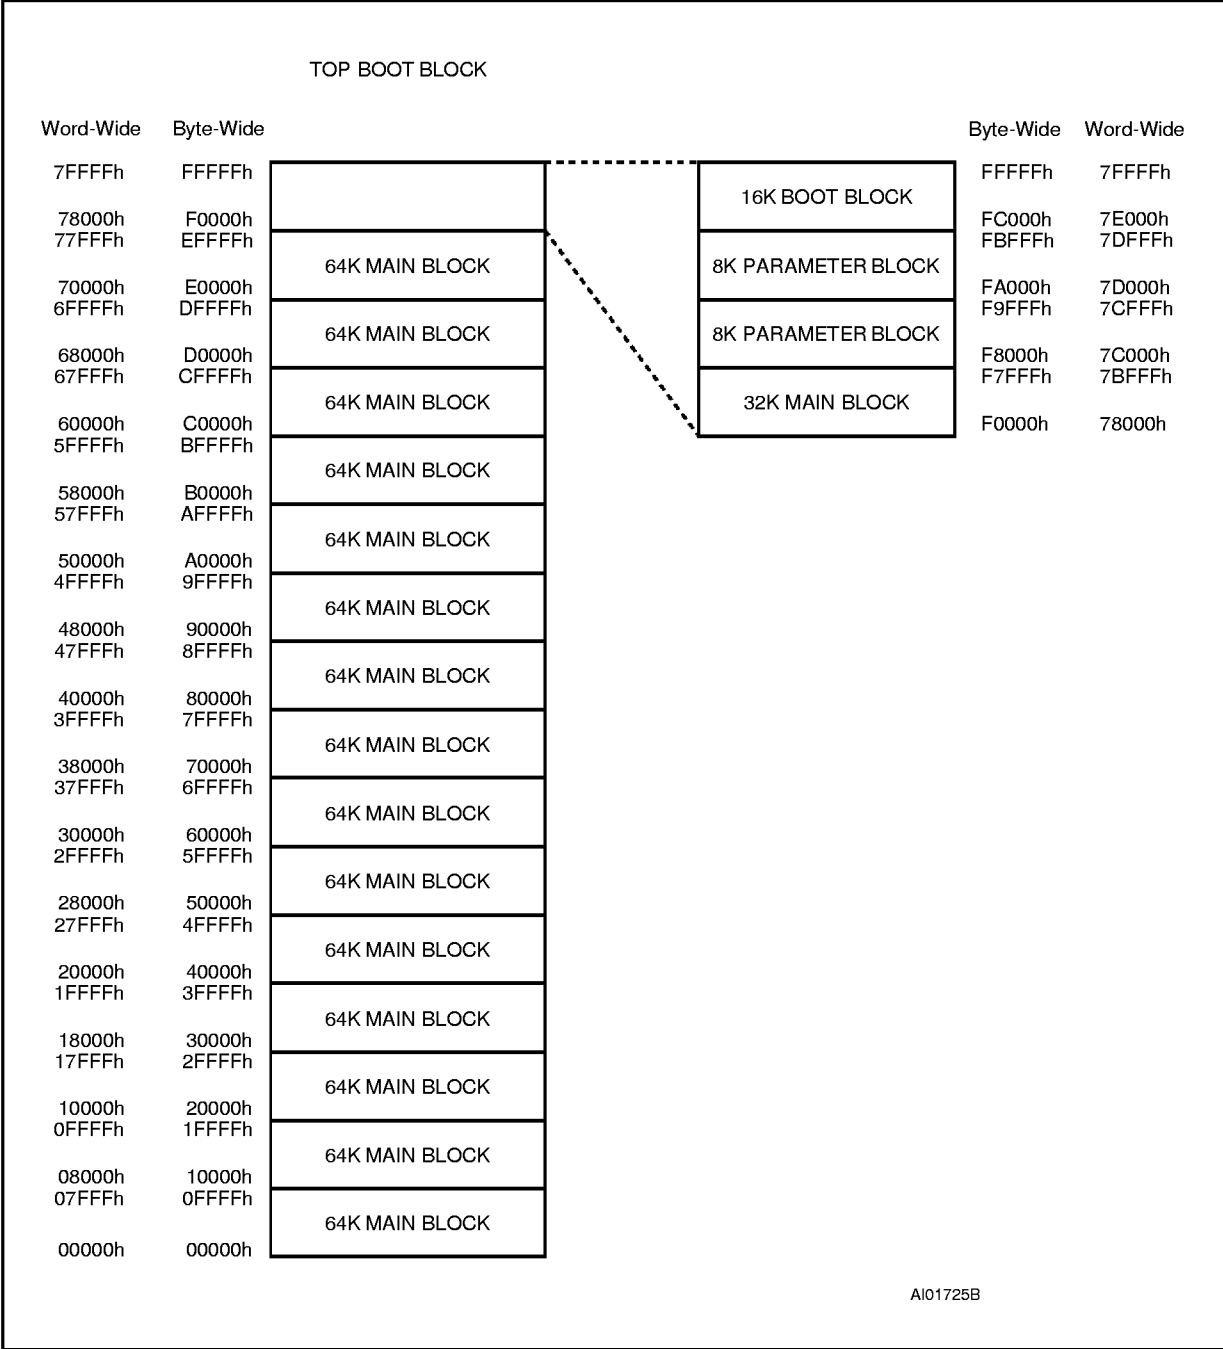 TOP BOOT BLOCK
Word-Wide Byte-Wide Byte-Wide Word-Wide
7FFFFh FFFFFh FFFFFh 7FFFFh
16K BOOT BLOCK
78000h F0000h FC000h 7E000h
77FFFh EFFFFh FBFFFh 7DFFFh
64K MAIN BLOCK 8K PARAMETER BLOCK
70000h E0000h FA000h 7D000h
6FFFFh DFFFFh F9FFFh 7CFFFh
64K MAIN BLOCK 8K PARAMETER BLOCK
68000h D0000h F8000h 7C000h
67FFFh CFFFFh F7FFFh 7BFFFh
64K MAIN BLOCK 32K MAIN BLOCK
60000h C0000h F0000h 78000h
5FFFFh BFFFFh
64K MAIN BLOCK
58000h B0000h
57FFFh AFFFFh
64K MAIN BLOCK
50000h A0000h
4FFFFh 9FFFFh
64K MAIN BLOCK
48000h 90000h
47FFFh 8FFFFh
64K MAIN BLOCK
40000h 80000h
3FFFFh 7FFFFh
64K MAIN BLOCK
38000h 70000h
37FFFh 6FFFFh
64K MAIN BLOCK
30000h 60000h
2FFFFh 5FFFFh
64K MAIN BLOCK
28000h 50000h
27FFFh 4FFFFh
64K MAIN BLOCK
20000h 40000h
1FFFFh 3FFFFh
64K MAIN BLOCK
18000h 30000h
17FFFh 2FFFFh
64K MAIN BLOCK
10000h 20000h
0FFFFh 1FFFFh
64K MAIN BLOCK
08000h 10000h
07FFFh 0FFFFh
64K MAIN BLOCK
00000h 00000h
AI01725B